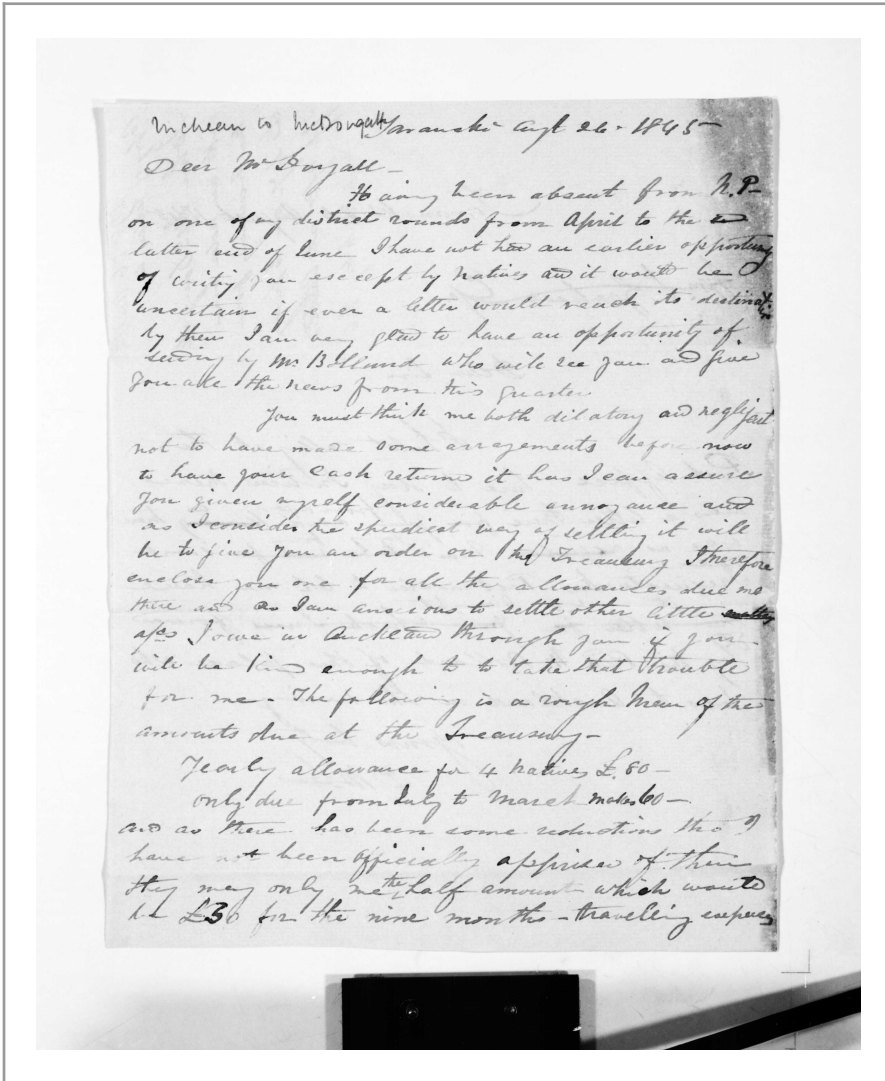 McLean to McDougall Taranaki Augt 26. 1845
Dear McDougall -
Having been absent from N.P-
on one of my district rounds from April to the
latter end of June I have not had an earlier opportunity
of writing you except by natives and it would be
uncertain if ever a letter would reach its destination
by them I am very glad to have an opportunity of
sending by Mr Bolland who will see you and give
you all the news from this quarter
You must think me both dilatory and negligent
not to have made some arragements before now
to have your Cash returned it has I can assure
you given myself considerable annoyance and
as I consider the speediest way of settling it will
be to give you an order on the Treasury I therefore
enclose you one for all the allowances due me
there and as I am anxious to settle other little
a/cs I owe in Auckland through you if you
will be kind enough to to take that trouble
for me - The following is a rough of the
amounts due at the Treasury -
Yearly allowance for 4 natives £.80 -
only due from July to March makes 60 -
and as there has been some reductions tho' I
have not been officially apprised of them
they may only me the half amount which would
be £30 for the nine months - traveling expenses